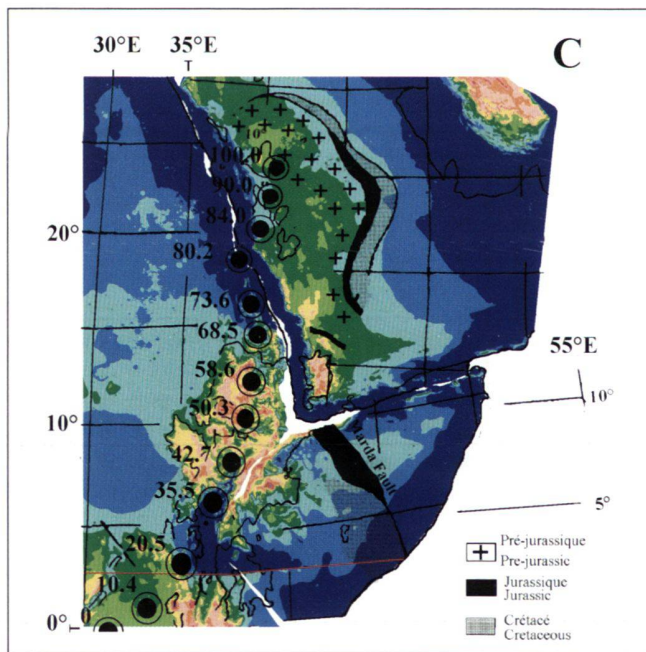 30°E 35°E
C
10°
100.0
90.0
84.0
20°
80.2
73.6
68.5
58.6
55°E
50.3
10°
10°
42.7
Marda Fault
35.5
5°
20.5
Pré-jurassique
Pre-jurassic
10.4
Jurassique
Jurassic
0
0°
Crétacé
Cretaceous